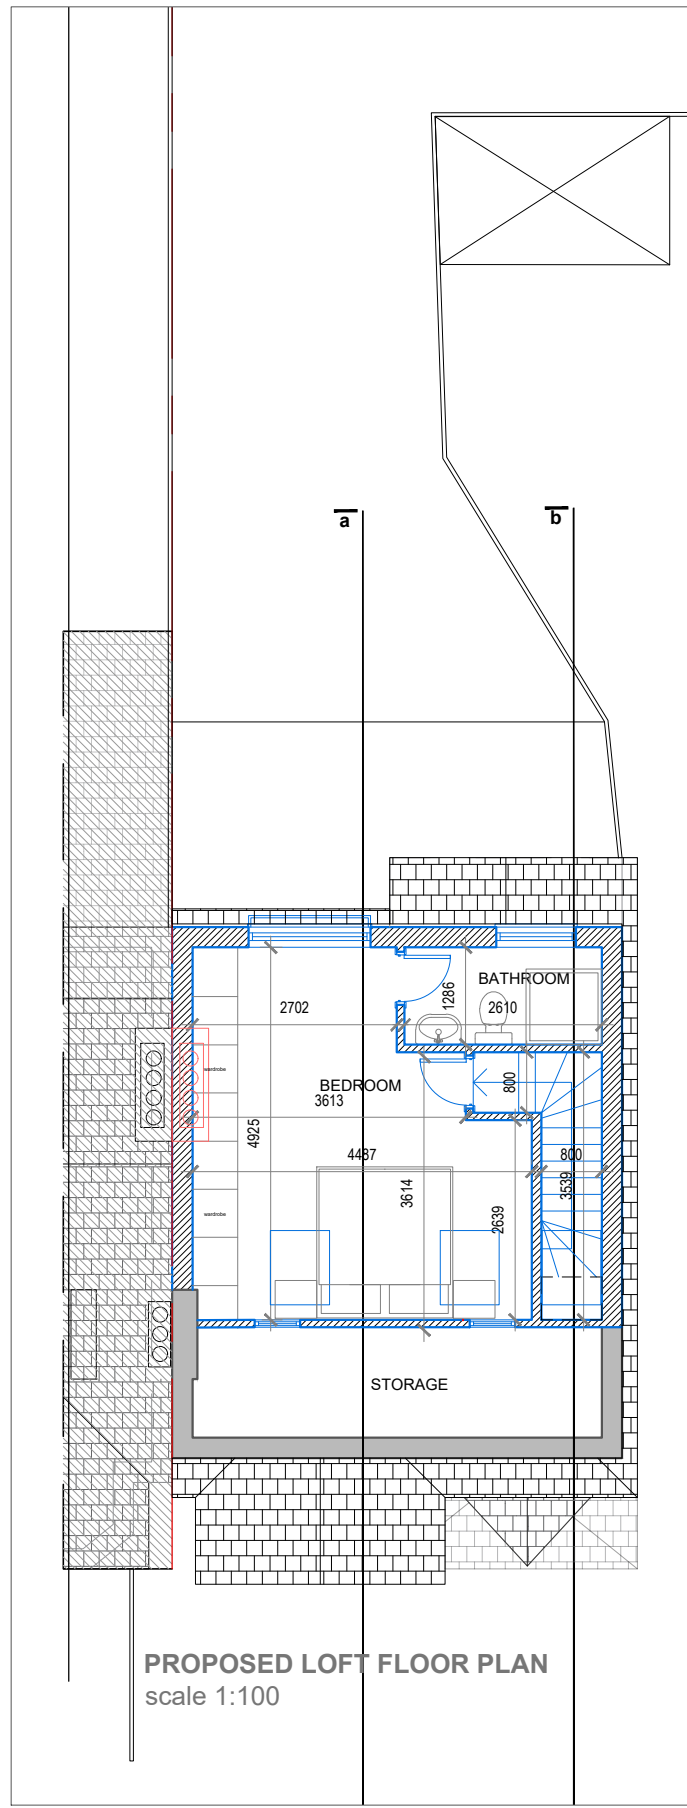 a
b
BATHROOM
1286
2702
2610
BEDROOM
wardrobe
800
3613
4925
4487
800
3614
3539
2639
wardrobe
STORAGE
PROPOSED LOFT FLOOR PLAN
scale 1:100